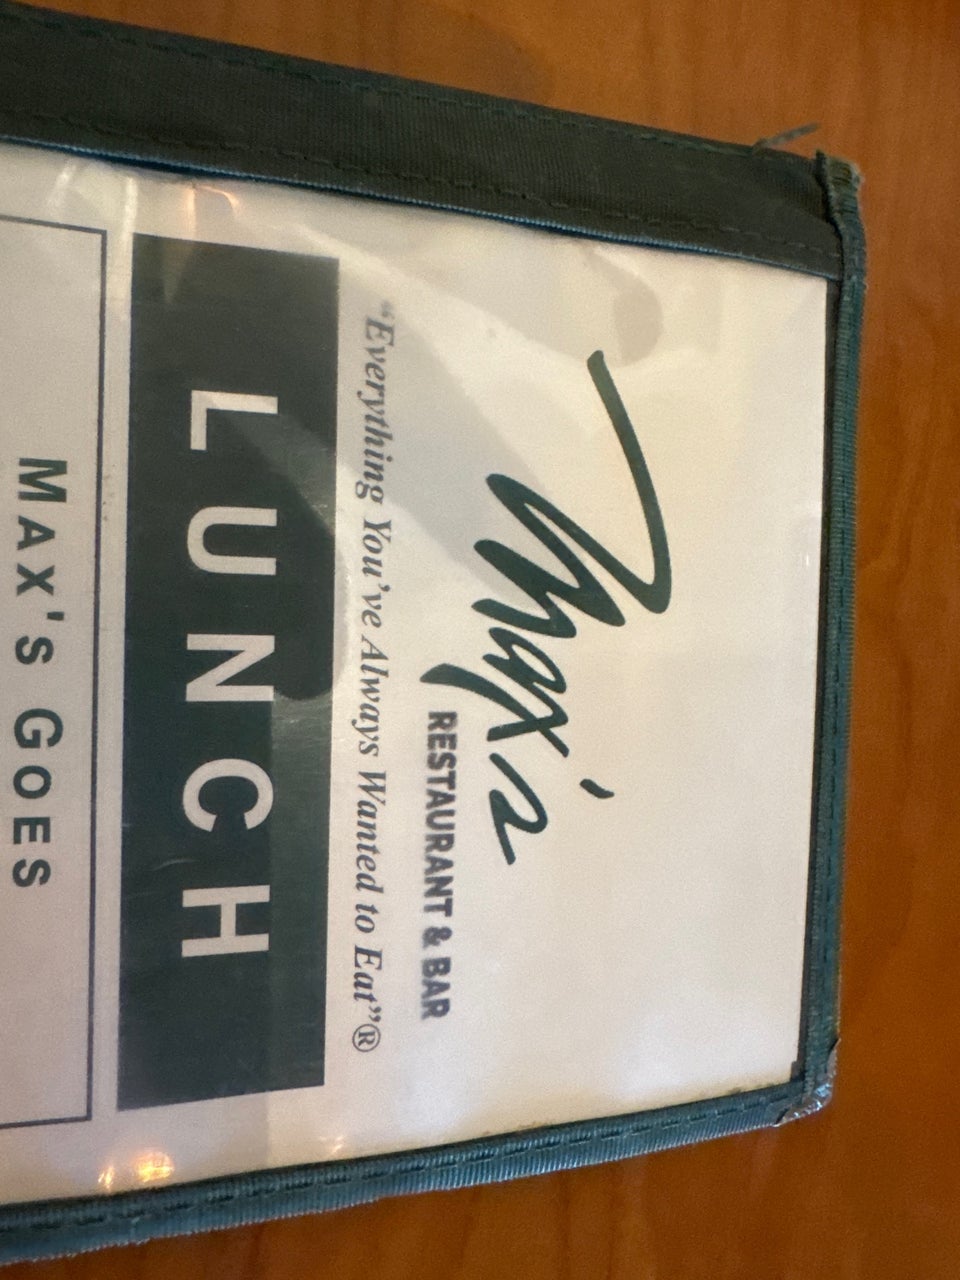 Max's
RESTAURANT & BAR
"Everything You've Always Wanted to Eat"®
LUNCH
MAX'S GOES